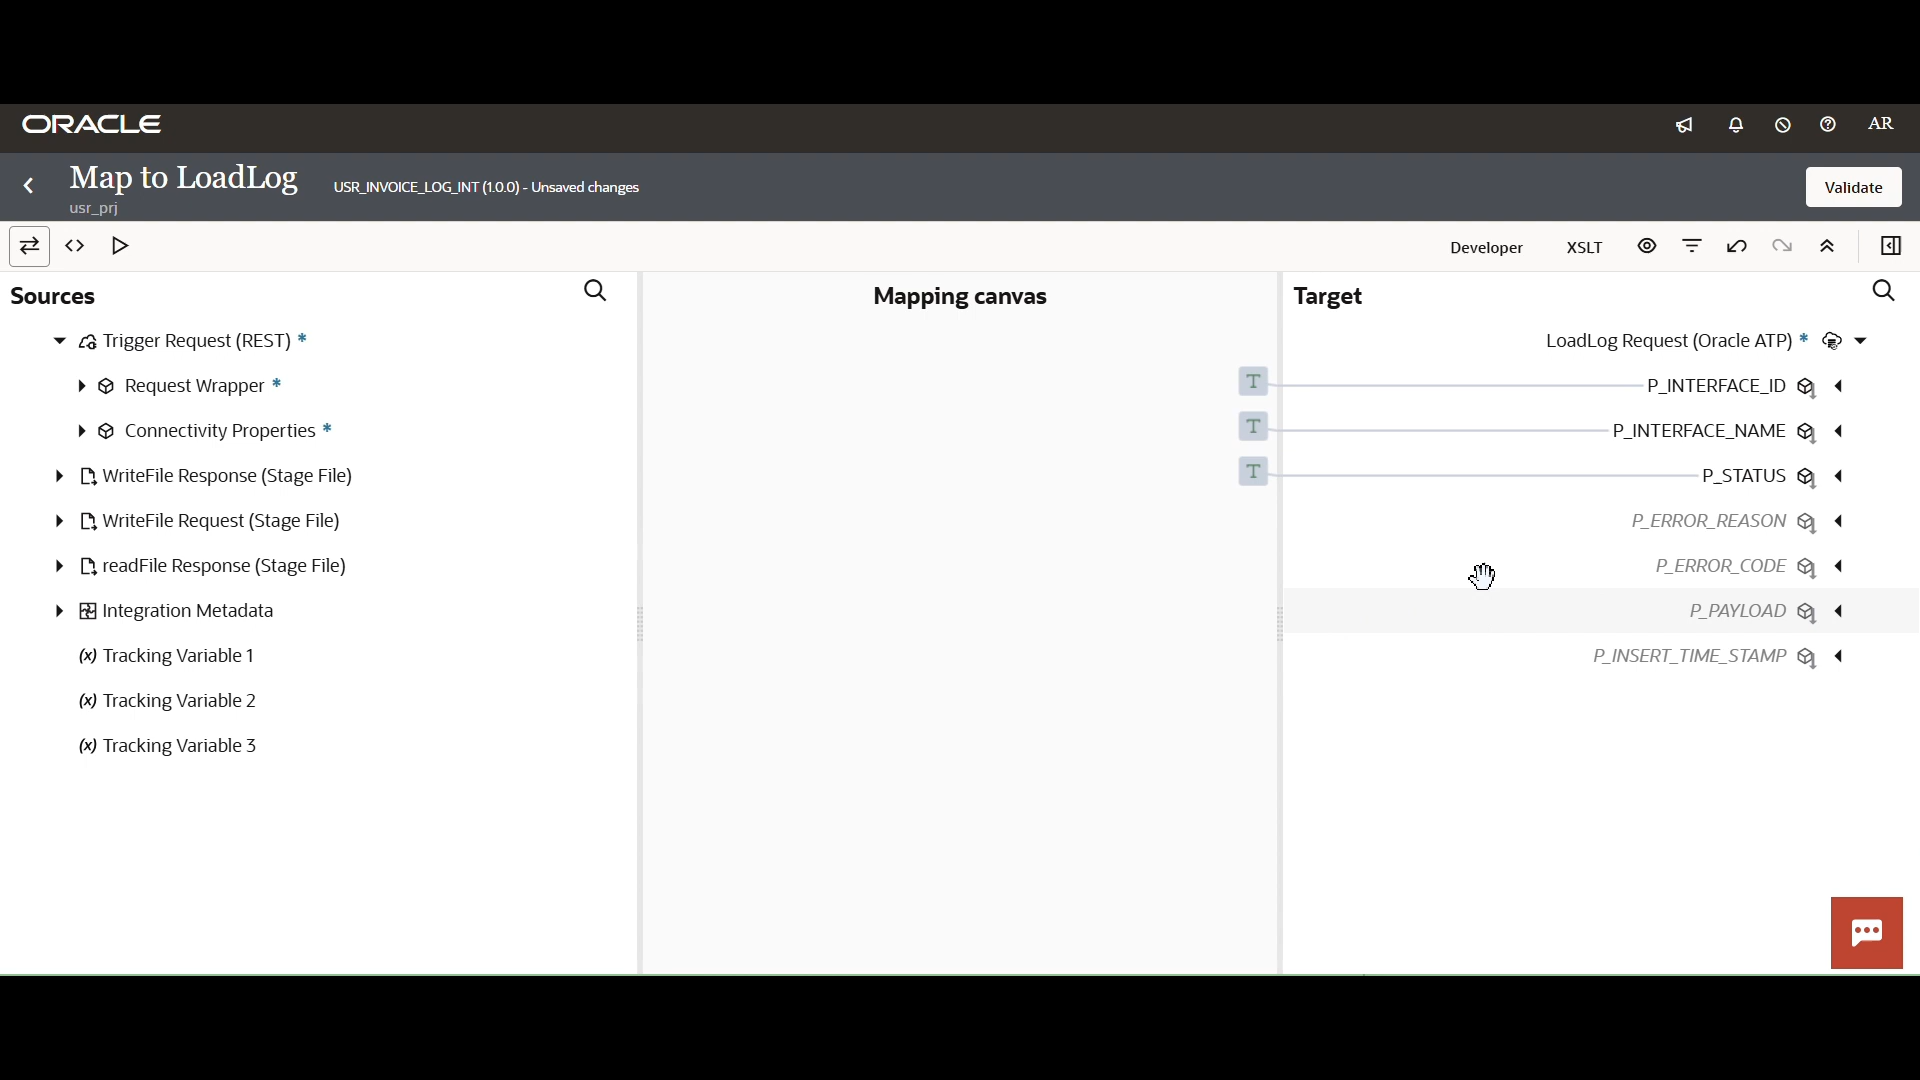 ORACLE
AR
Map to LoadLog
USR_INVOICE_LOG_INT (1.0.0) - Unsaved changes
usr_prj
Validate
Developer
XSLT
Sources
Mapping canvas
Target
Trigger Request (REST) *
LoadLog Request (Oracle ATP) *
Request Wrapper *
T
P_INTERFACE_ID
Connectivity Properties *
T
P_INTERFACE_NAME
WriteFile Response (Stage File)
T
P_STATUS
WriteFile Request (Stage File)
P_ERROR_REASON
readFile Response (Stage File)
P_ERROR_CODE
Integration Metadata
P_PAYLOAD
(x) Tracking Variable 1
P_INSERT_TIME_STAMP
(x) Tracking Variable 2
(x) Tracking Variable 3